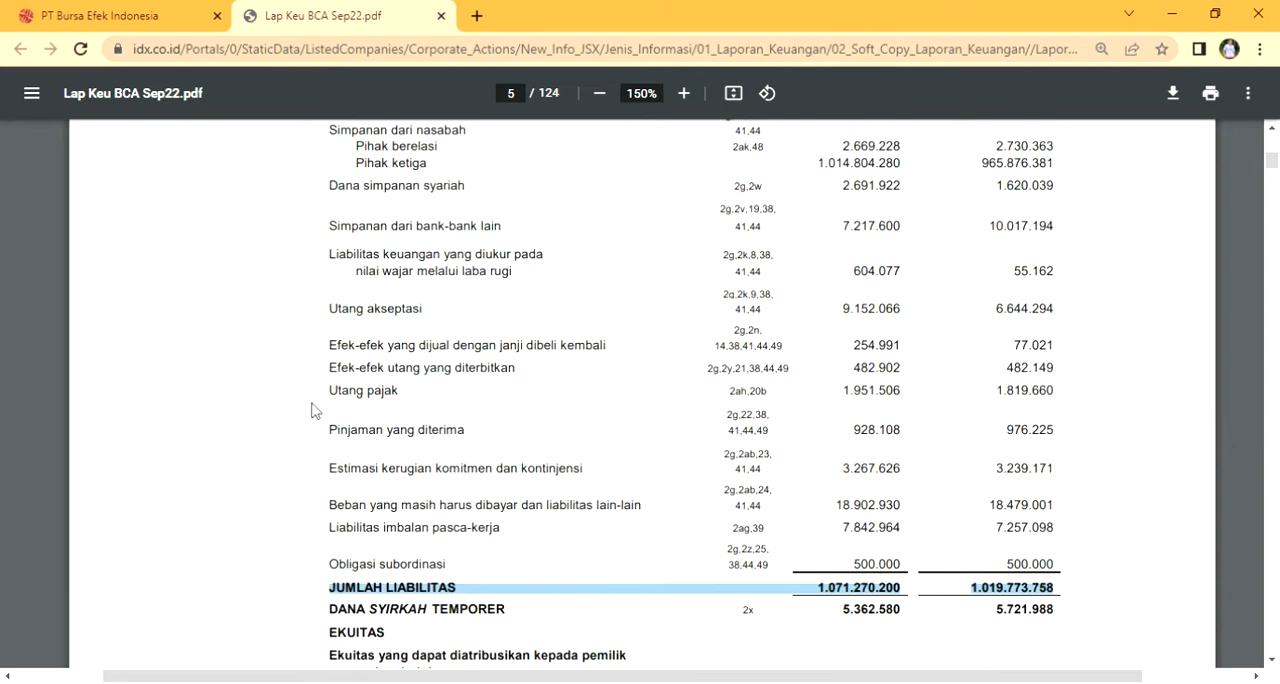 PT Bursa Efek Indonesia
Lap Keu BCA Sep22.pdf
idx.co.id/Portals/0/StaticData/ListedCompanies/Corporate_Actions/New_Info_JSX/Jenis_Informasi/01_Laporan_Keuangan/02_Soft_Copy_Laporan_Keuangan//Lapor...
Lap Keu BCA Sep22.pdf 5 / 124 150%
Simpanan dari nasabah 41,44
Pihak berelasi 2ak,48 2.669.228 2.730.363
Pihak ketiga 1.014.804.280 965.876.381
Dana simpanan syariah 2g,2w 2.691.922 1.620.039
2g,2v,19,38,
Simpanan dari bank-bank lain 41,44 7.217.600 10.017.194
Liabilitas keuangan yang diukur pada 2g,2k,8,38,
nilai wajar melalui laba rugi 41,44 604.077 55.162
2g,2k,9,38,
Utang akseptasi 41,44 9.152.066 6.644.294
2g,2n,
Efek-efek yang dijual dengan janji dibeli kembali 14,38,41,44,49 254.991 77.021
Efek-efek utang yang diterbitkan 2g,2y,21,38,44,49 482.902 482.149
Utang pajak 2ah,20b 1.951.506 1.819.660
2g,22,38,
Pinjaman yang diterima 41,44,49 928.108 976.225
2g,2ab,23,
Estimasi kerugian komitmen dan kontinjensi 41,44 3.267.626 3.239.171
2g,2ab,24,
Beban yang masih harus dibayar dan liabilitas lain-lain 41,44 18.902.930 18.479.001
Liabilitas imbalan pasca-kerja 2ag,39 7.842.964 7.257.098
2g,2z,25,
Obligasi subordinasi 38,44,49 500.000 500.000
JUMLAH LIABILITAS 1.071.270.200 1.019.773.758
DANA SYIRKAH TEMPORER 2x 5.362.580 5.721.988
EKUITAS
Ekuitas yang dapat diatribusikan kepada pemilik